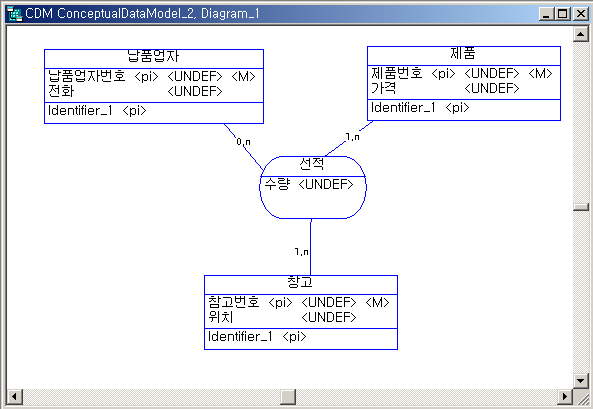 CDM ConceptualDataModel_2, Diagram_1
납품업자
납품업자번호 <pi> <UNDEF> <M>
전화 <UNDEF>
Identifier_1 <pi>
제품
제품번호 <pi> <UNDEF> <M>
가격 <UNDEF>
Identifier_1 <pi>
0,n
1,n
선적
수량 <UNDEF>
1,n
창고
참고번호 <pi> <UNDEF> <M>
위치 <UNDEF>
Identifier_1 <pi>